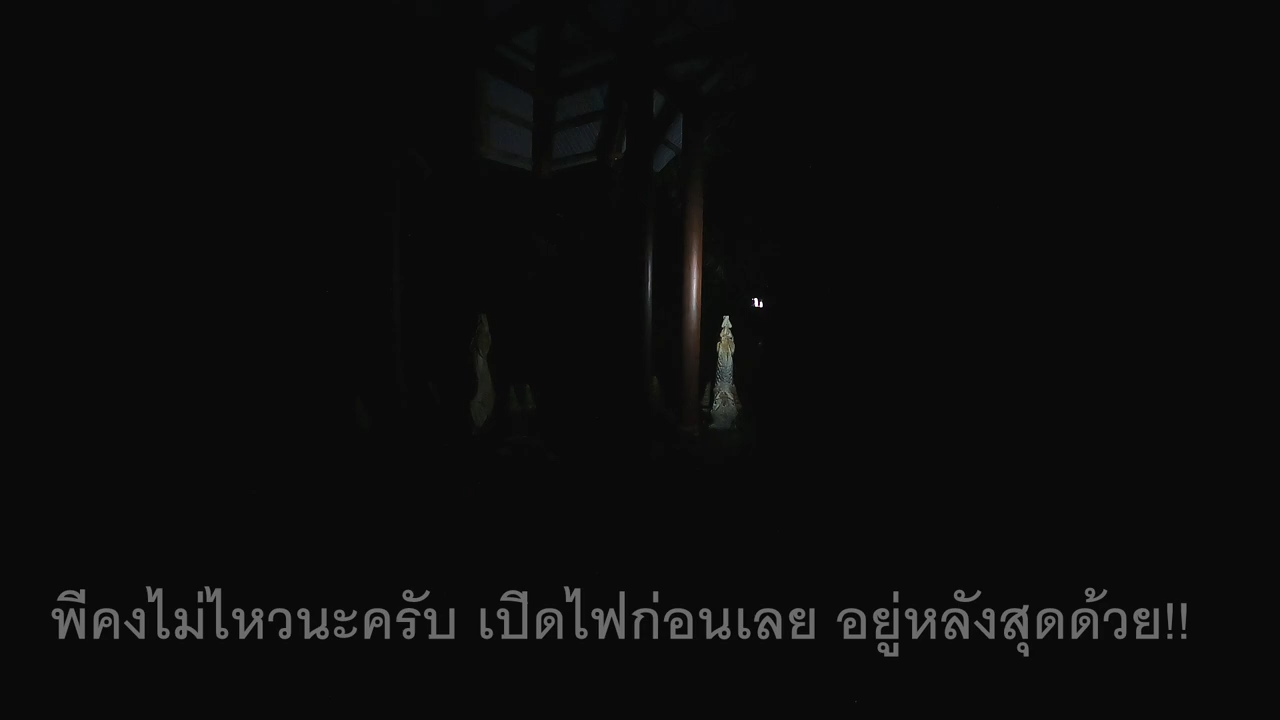 พีคงไม่ไหวนะครับ เปิดไฟก่อนเลย อยู่หลังสุดด้วย!!